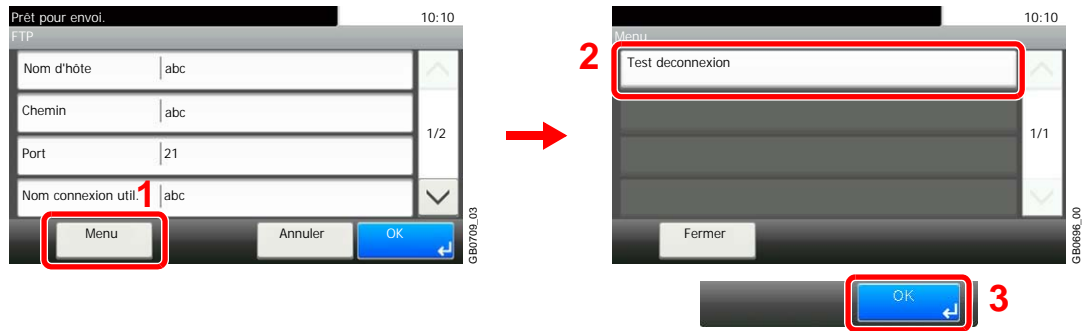 Prêt pour envoi.
10:10
FTP
Nom d'hôte abc
Chemin abc
Port 21
Nom connexion util. abc
1/2
1
Menu
Annuler
OK
GB0709_03
10:10
Menu
2
Test deconnexion
1/1
Fermer
GB0696_00
OK
3